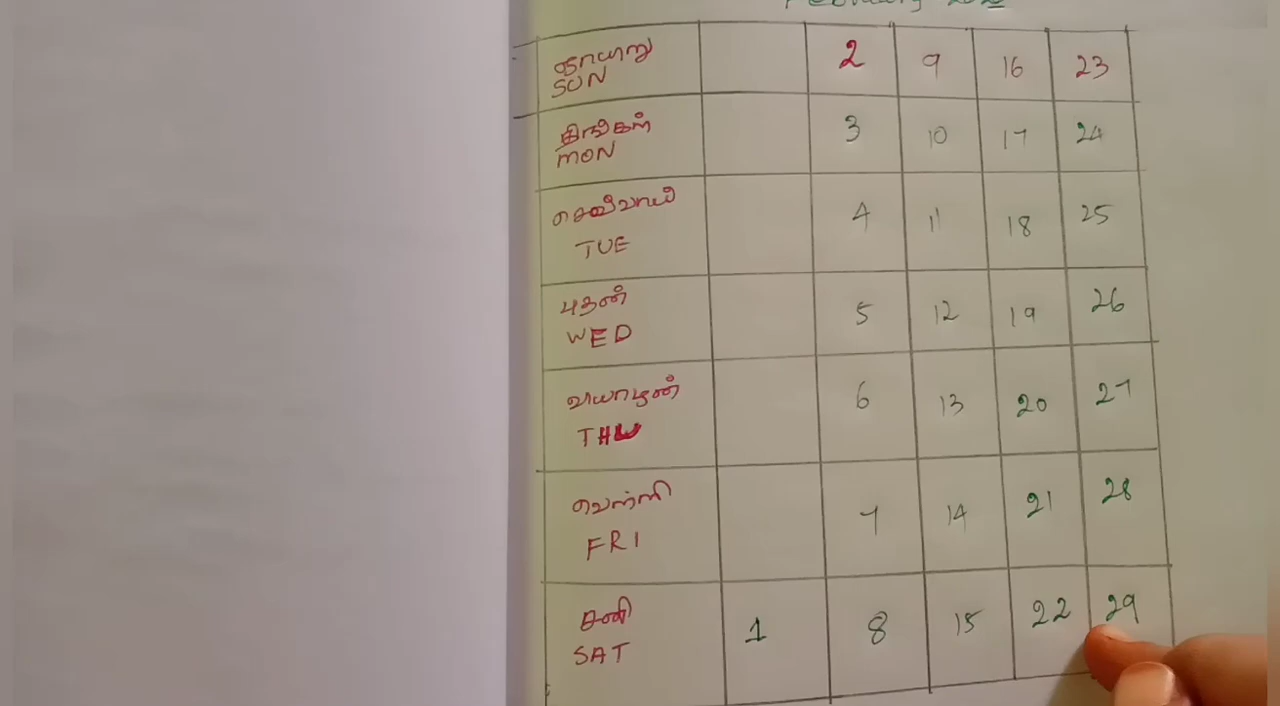 ஞாயிறு 2 9 16 23
SUN
திங்கள் 3 10 17 24
MON
செவ்வாய் 4 11 18 25
TUE
புதன் 5 12 19 26
WED
வியாழன் 6 13 20 27
THU
வெள்ளி 7 14 21 28
FRI
சனி 1 8 15 22 29
SAT